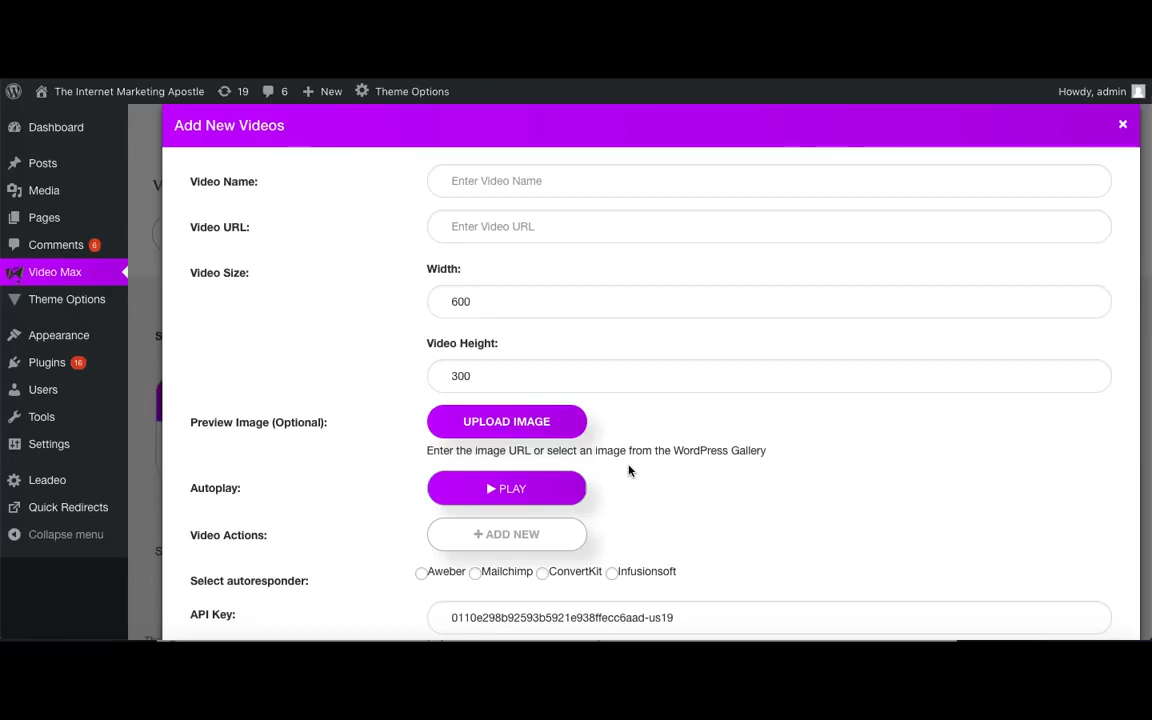 The Internet Marketing Apostle 19 6 New Theme Options Howdy, admin
Dashboard
Posts
Media
Pages
Comments 6
Video Max
Theme Options
Appearance
Plugins 16
Users
Tools
Settings
Leadeo
Quick Redirects
Collapse menu
Add New Videos ×
Video Name: Enter Video Name
Video URL: Enter Video URL
Video Size: Width:
600
Video Height:
300
Preview Image (Optional): UPLOAD IMAGE
Enter the image URL or select an image from the WordPress Gallery
Autoplay: PLAY
Video Actions: + ADD NEW
Select autoresponder: Aweber Mailchimp ConvertKit Infusionsoft
API Key: 0110e298b92593b5921e938ffecc6aad-us19